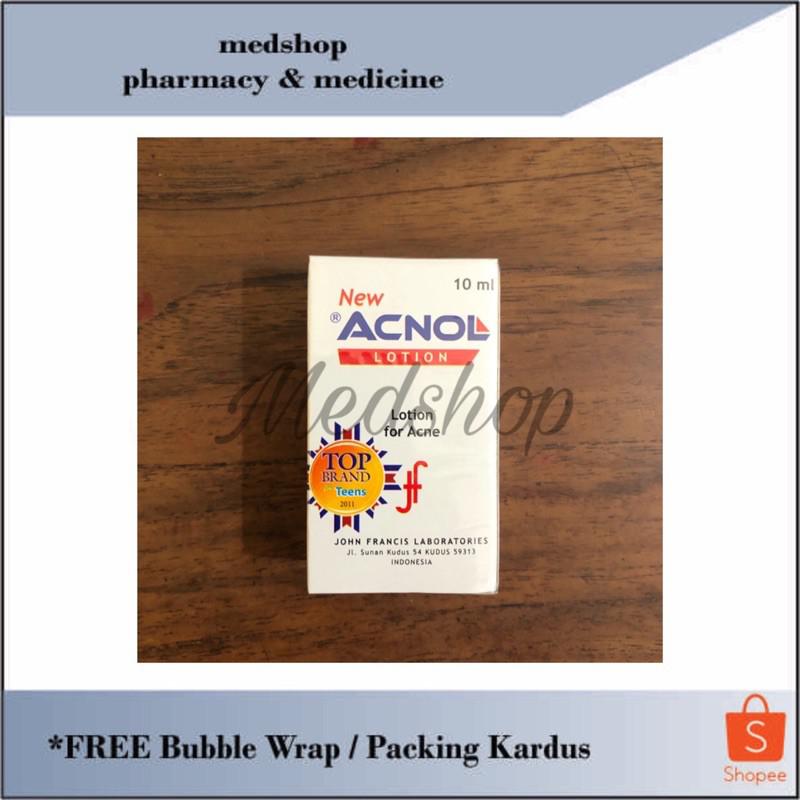 medshop
pharmacy & medicine
10 ml
New
® ACNOL
LOTION
Medshop
Lotion
for Acne
TOP
BRAND
Teens
2011
jf
JOHN FRANCIS LABORATORIES
Jl. Sunan Kudus 54 KUDUS 59313
INDONESIA
*FREE Bubble Wrap / Packing Kardus
S
Shopee